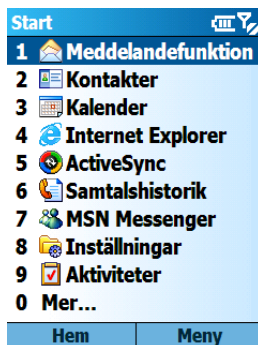 Start
1 Meddelandefunktion
2 Kontakter
3 Kalender
4 Internet Explorer
5 ActiveSync
6 Samtalshistorik
7 MSN Messenger
8 Inställningar
9 Aktiviteter
0 Mer...
Hem Meny